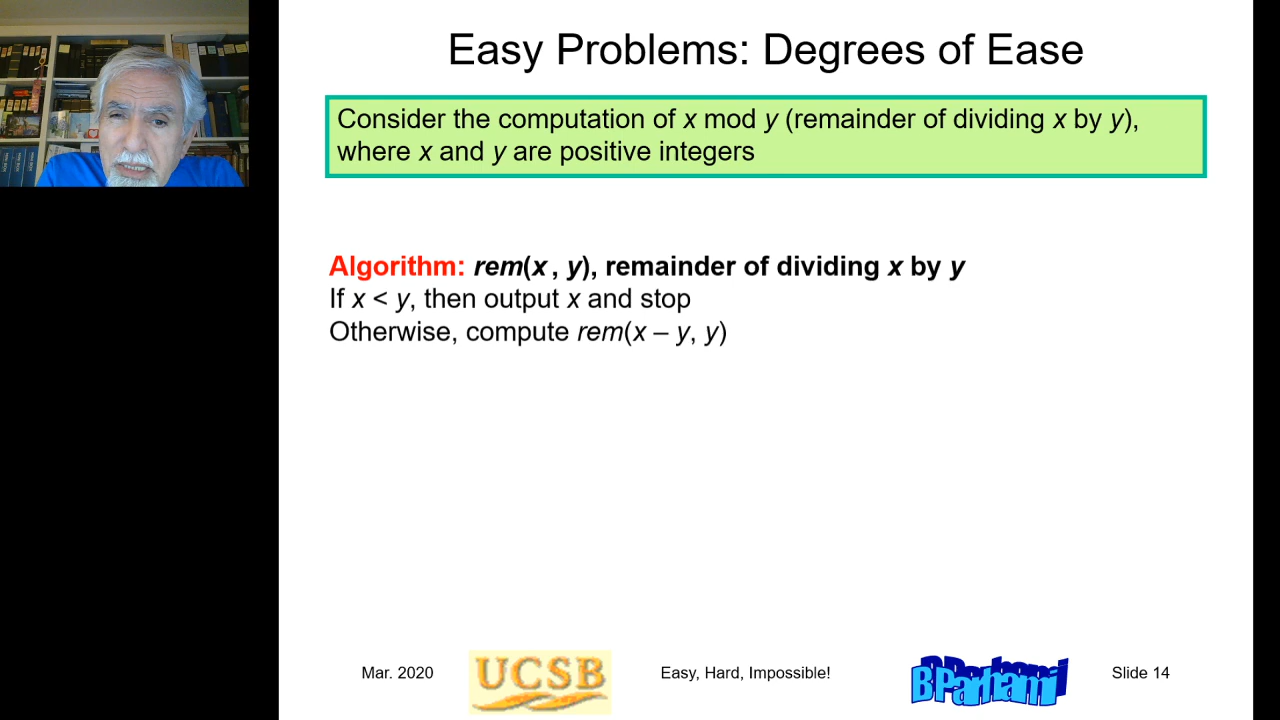 Easy Problems: Degrees of Ease
Consider the computation of x mod y (remainder of dividing x by y),
where x and y are positive integers
Algorithm: rem(x , y), remainder of dividing x by y
If x < y, then output x and stop
Otherwise, compute rem(x – y, y)
Mar. 2020
UCSB
Easy, Hard, Impossible!
BParhami
Slide 14